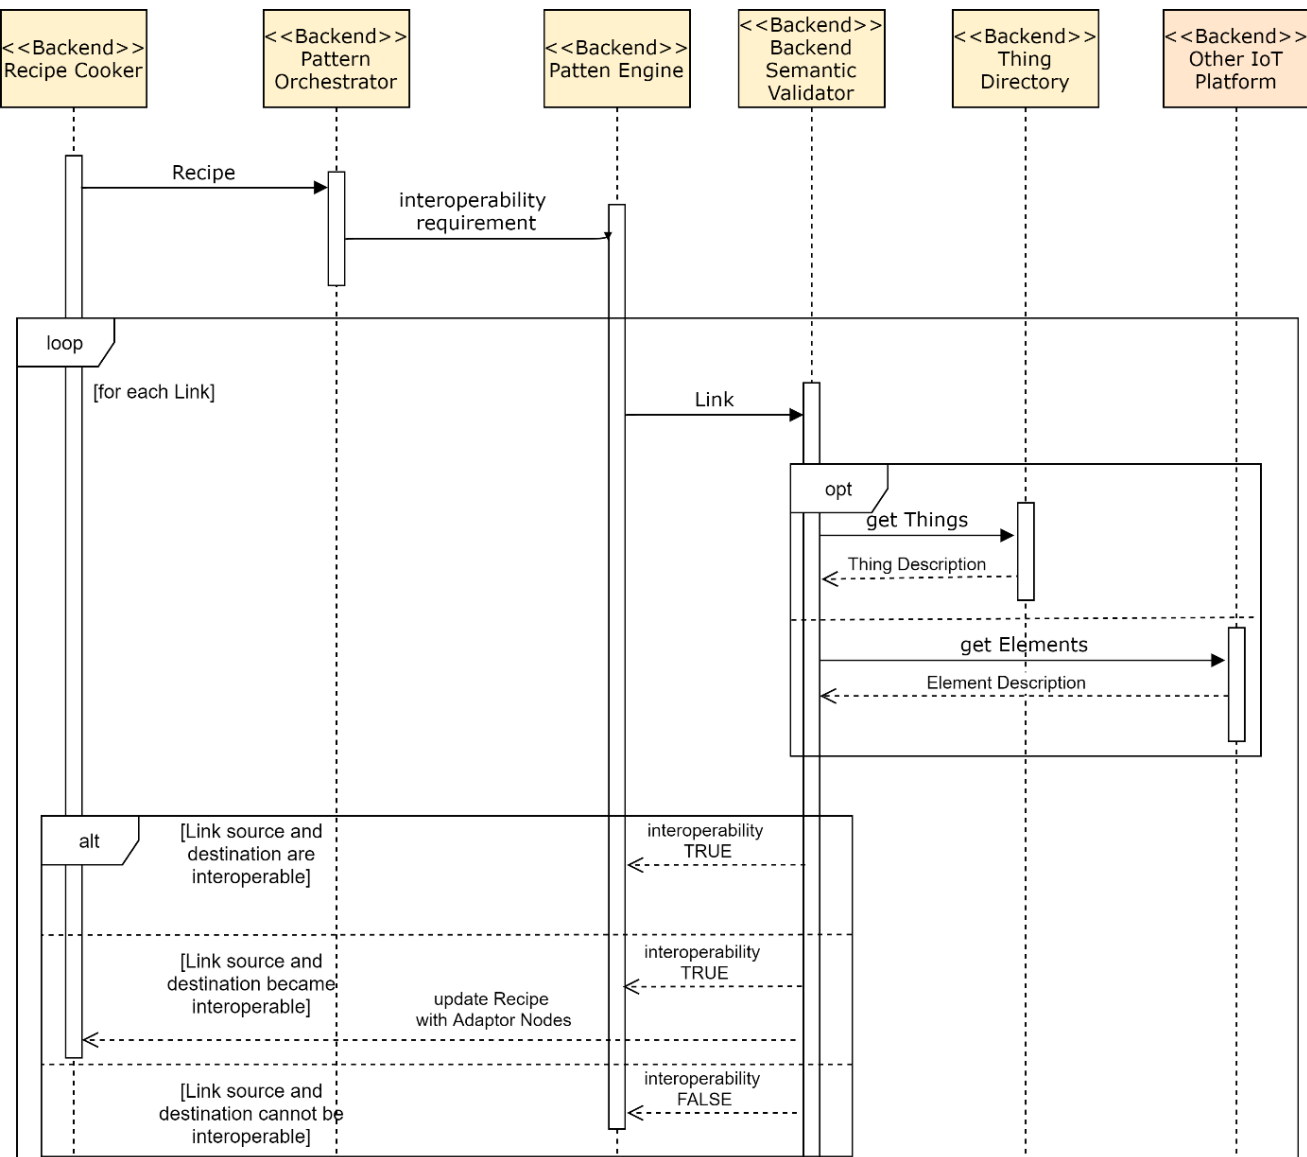 <<Backend>>
Recipe Cooker
<<Backend>>
Pattern
Orchestrator
<<Backend>>
Patten Engine
<<Backend>>
Backend
Semantic
Validator
<<Backend>>
Thing
Directory
<<Backend>>
Other IoT
Platform
Recipe
interoperability
requirement
loop
[for each Link]
Link
opt
get Things
Thing Description
get Elements
Element Description
alt
[Link source and
destination are
interoperable]
interoperability
TRUE
[Link source and
destination became
interoperable]
interoperability
TRUE
update Recipe
with Adaptor Nodes
[Link source and
destination cannot be
interoperable]
interoperability
FALSE